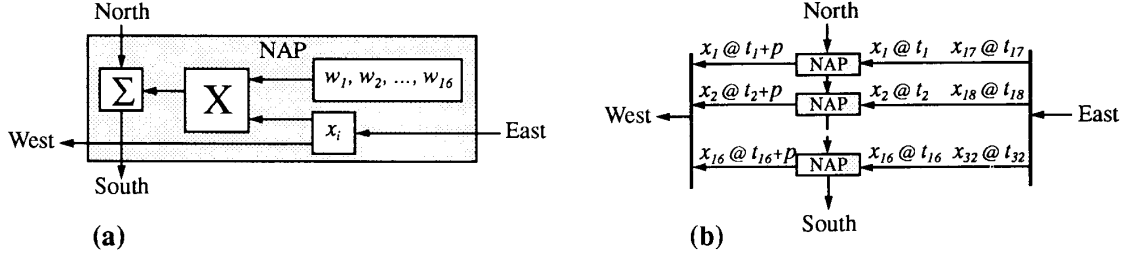 North
NAP
Σ
X
w1, w2, ..., w16
xi
East
West
South
(a)
North
x1 @ t1+p
NAP
x1 @ t1
x17 @ t17
x2 @ t2+p
NAP
x2 @ t2
x18 @ t18
West
East
x16 @ t16+p
NAP
x16 @ t16
x32 @ t32
South
(b)